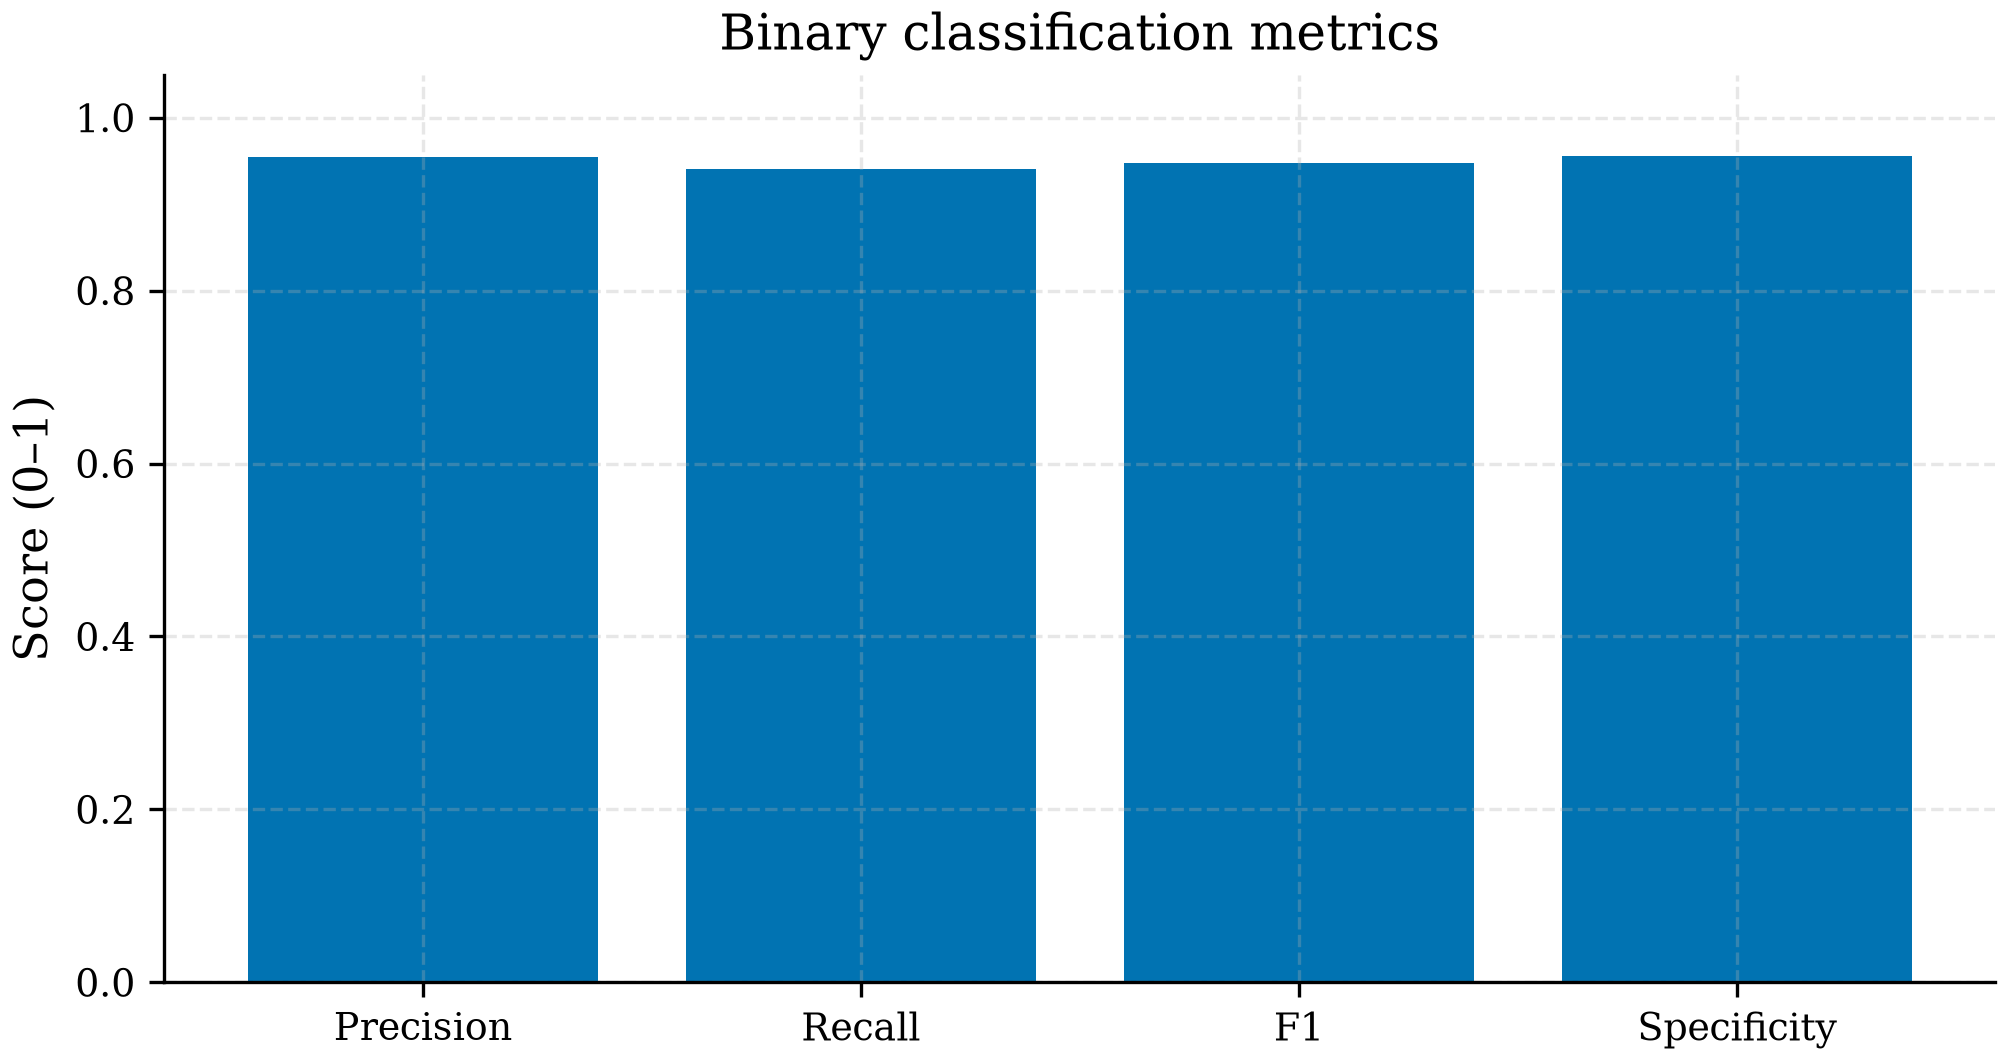 Binary classification metrics
Score (0–1)
1.0
0.8
0.6
0.4
0.2
0.0
Precision
Recall
F1
Specificity